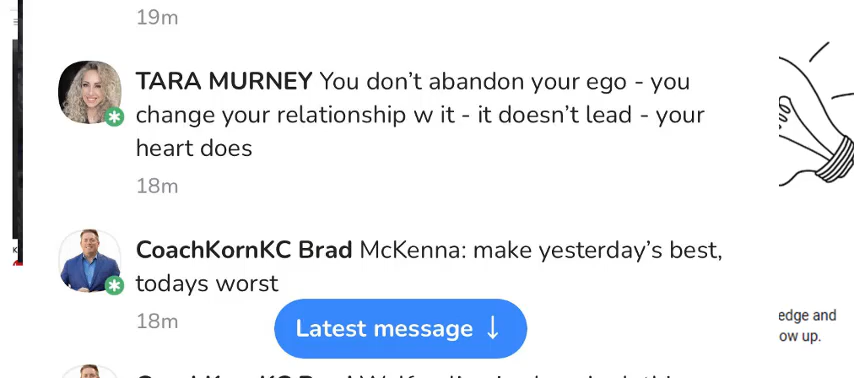 19m
TARA MURNEY You don’t abandon your ego - you
change your relationship w it - it doesn’t lead - your
heart does
18m
CoachKornKC Brad McKenna: make yesterday’s best,
todays worst
18m
Latest message ↓
edge and
ow up.